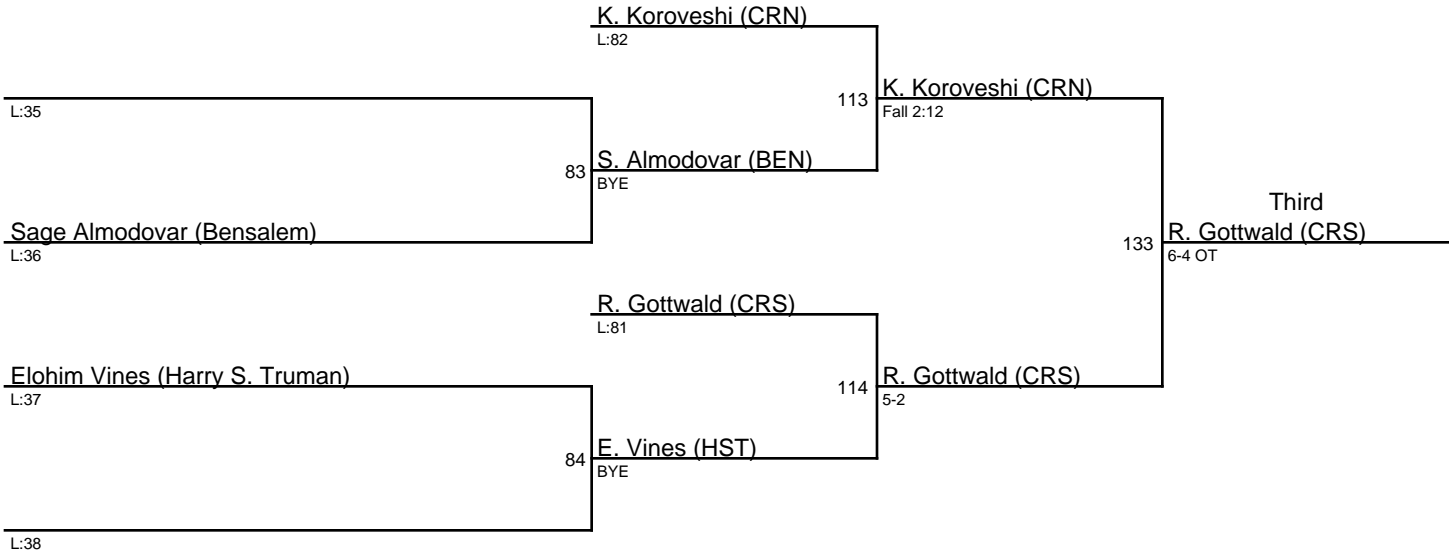 K. Koroveshi (CRN)
L:82
L:35
113
K. Koroveshi (CRN)
Fall 2:12
83
S. Almodovar (BEN)
BYE
Sage Almodovar (Bensalem)
L:36
Third
133
R. Gottwald (CRS)
6-4 OT
R. Gottwald (CRS)
L:81
Elohim Vines (Harry S. Truman)
L:37
114
R. Gottwald (CRS)
5-2
84
E. Vines (HST)
BYE
L:38